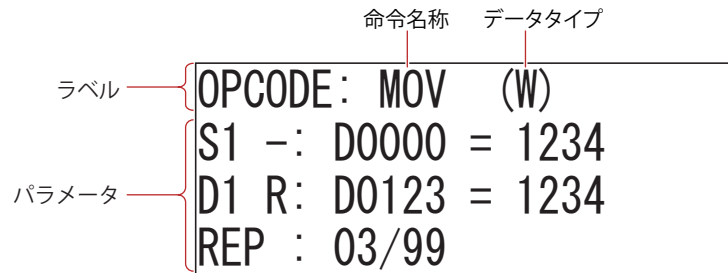 命令名称 データタイプ
ラベル OPCODE: MOV (W)
S1 -: D0000 = 1234
パラメータ D1 R: D0123 = 1234
REP : 03/99